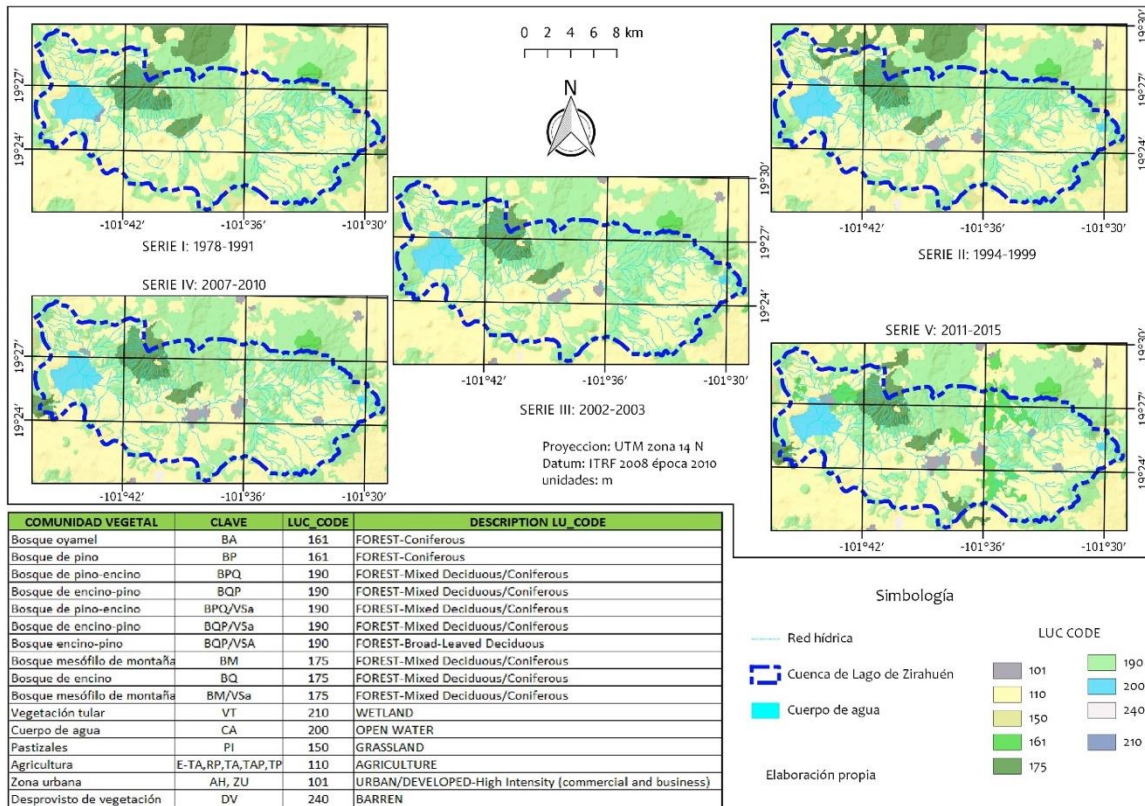 0 2 4 6 8 km
N
19°27′
19°24′
-101°42′ -101°36′ -101°30′
SERIE I: 1978-1991
19°30′
19°27′
19°24′
-101°42′ -101°36′ -101°30′
SERIE II: 1994-1999
19°30′
19°27′
19°24′
-101°42′ -101°36′ -101°30′
SERIE III: 2002-2003
SERIE IV: 2007-2010
19°27′
19°24′
-101°42′ -101°36′ -101°30′
SERIE V: 2011-2015
19°30′
19°27′
19°24′
-101°42′ -101°36′ -101°30′
Proyeccion: UTM zona 14 N
Datum: ITRF 2008 época 2010
unidades: m
COMUNIDAD VEGETAL CLAVE LUC_CODE DESCRIPTION LU_CODE
Bosque oyamel BA 161 FOREST-Coniferous
Bosque de pino BP 161 FOREST-Coniferous
Bosque de pino-encino BPQ 190 FOREST-Mixed Deciduous/Coniferous
Bosque de encino-pino BQP 190 FOREST-Mixed Deciduous/Coniferous
Bosque de pino-encino BPQ/VSa 190 FOREST-Mixed Deciduous/Coniferous
Bosque de encino-pino BQP/VSa 190 FOREST-Mixed Deciduous/Coniferous
Bosque encino-pino BQP/VSA 190 FOREST-Broad-Leaved Deciduous
Bosque mesófilo de montaña BM 175 FOREST-Mixed Deciduous/Coniferous
Bosque de encino BQ 175 FOREST-Mixed Deciduous/Coniferous
Bosque mesófilo de montaña BM/VSa 175 FOREST-Mixed Deciduous/Coniferous
Vegetación tular VT 210 WETLAND
Cuerpo de agua CA 200 OPEN WATER
Pastizales PI 150 GRASSLAND
Agricultura E-TA,RP,TA,TAP,TP 110 AGRICULTURE
Zona urbana AH, ZU 101 URBAN/DEVELOPED-High Intensity (commercial and business)
Desprovisto de vegetación DV 240 BARREN
Simbología
Red hídrica
Cuenca de Lago de Zirahuén
Cuerpo de agua
Elaboración propia
LUC CODE
101
110
150
161
175
190
200
240
210